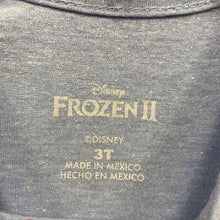 Disney
FROZEN II
©DISNEY
3T
MADE IN MEXICO
HECHO EN MEXICO